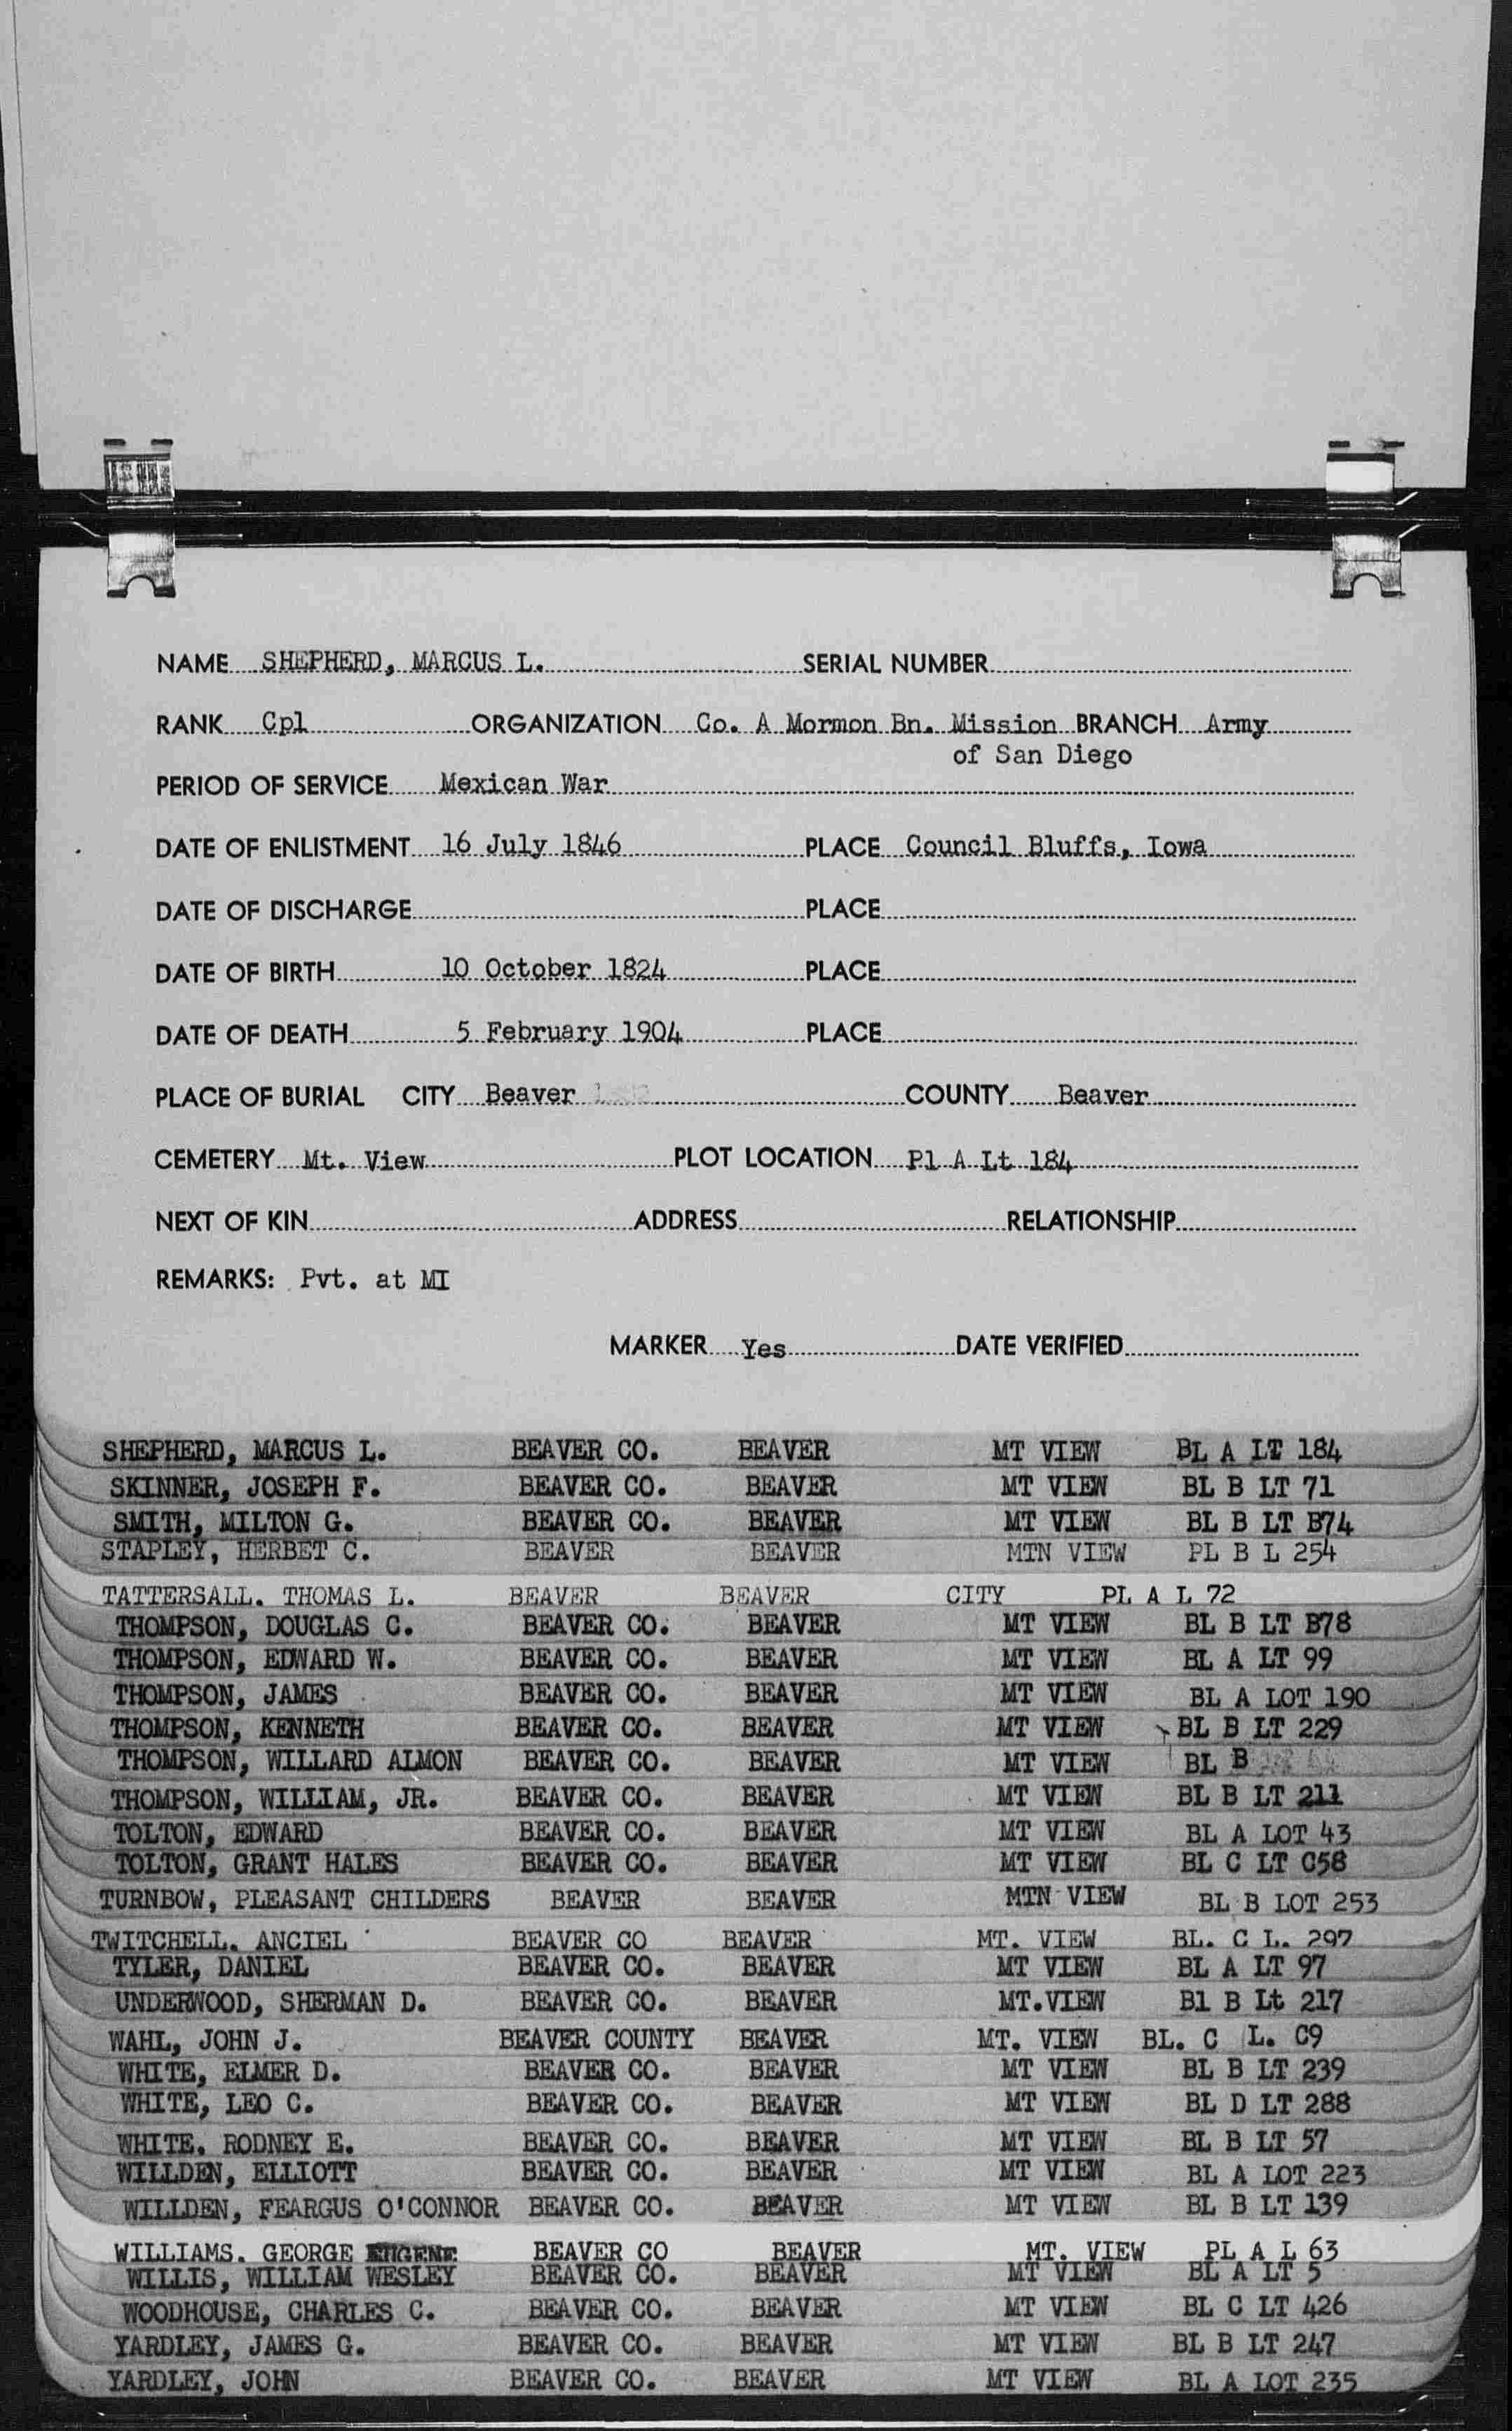 NAME SHEPHERD, MARCUS L. SERIAL NUMBER
RANK Cpl ORGANIZATION Co. A Mormon Bn. Mission BRANCH Army
of San Diego
PERIOD OF SERVICE Mexican War
DATE OF ENLISTMENT 16 July 1846 PLACE Council Bluffs, Iowa
DATE OF DISCHARGE PLACE
DATE OF BIRTH 10 October 1824 PLACE
DATE OF DEATH 5 February 1904 PLACE
PLACE OF BURIAL CITY Beaver COUNTY Beaver
CEMETERY Mt. View PLOT LOCATION Pl A Lt 184
NEXT OF KIN ADDRESS RELATIONSHIP
REMARKS: Pvt. at MI
MARKER Yes DATE VERIFIED
SHEPHERD, MARCUS L. BEAVER CO. BEAVER MT VIEW BL A LT 184
SKINNER, JOSEPH F. BEAVER CO. BEAVER MT VIEW BL B LT 71
SMITH, MILTON G. BEAVER CO. BEAVER MT VIEW BL B LT B74
STAPLEY, HERBET C. BEAVER BEAVER MTN VIEW PL B L 254
TATTERSALL. THOMAS L. BEAVER BEAVER CITY PL A L 72
THOMPSON, DOUGLAS C. BEAVER CO. BEAVER MT VIEW BL B LT B78
THOMPSON, EDWARD W. BEAVER CO. BEAVER MT VIEW BL A LT 99
THOMPSON, JAMES BEAVER CO. BEAVER MT VIEW BL A LOT 190
THOMPSON, KENNETH BEAVER CO. BEAVER MT VIEW BL B LT 229
THOMPSON, WILLARD ALMON BEAVER CO. BEAVER MT VIEW BL B
THOMPSON, WILLIAM, JR. BEAVER CO. BEAVER MT VIEW BL B LT 211
TOLTON, EDWARD BEAVER CO. BEAVER MT VIEW BL A LOT 43
TOLTON, GRANT HALES BEAVER CO. BEAVER MT VIEW BL C LT C58
TURNBOW, PLEASANT CHILDERS BEAVER BEAVER MTN VIEW BL B LOT 253
TWITCHELL. ANCIEL BEAVER CO BEAVER MT. VIEW BL. C L. 297
TYLER, DANIEL BEAVER CO. BEAVER MT VIEW BL A LT 97
UNDERWOOD, SHERMAN D. BEAVER CO. BEAVER MT.VIEW Bl B Lt 217
WAHL, JOHN J. BEAVER COUNTY BEAVER MT. VIEW BL. C L. C9
WHITE, ELMER D. BEAVER CO. BEAVER MT VIEW BL B LT 239
WHITE, LEO C. BEAVER CO. BEAVER MT VIEW BL D LT 288
WHITE. RODNEY E. BEAVER CO. BEAVER MT VIEW BL B LT 57
WILLDEN, ELLIOTT BEAVER CO. BEAVER MT VIEW BL A LOT 223
WILLDEN, FEARGUS O'CONNOR BEAVER CO. BEAVER MT VIEW BL B LT 139
WILLIAMS. GEORGE EUGENE BEAVER CO BEAVER MT. VIEW PL A L 63
WILLIS, WILLIAM WESLEY BEAVER CO. BEAVER MT VIEW BL A LT 5
WOODHOUSE, CHARLES C. BEAVER CO. BEAVER MT VIEW BL C LT 426
YARDLEY, JAMES G. BEAVER CO. BEAVER MT VIEW BL B LT 247
YARDLEY, JOHN BEAVER CO. BEAVER MT VIEW BL A LOT 235